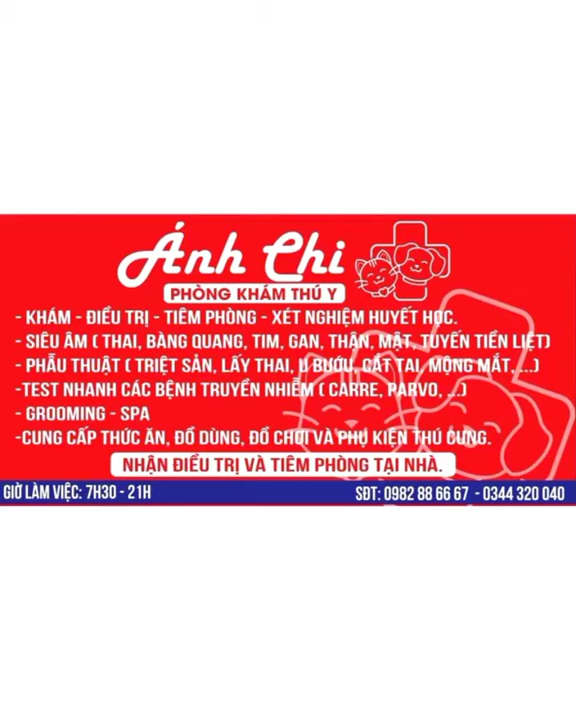 Ánh Chi
PHÒNG KHÁM THÚ Y
- KHÁM - ĐIỀU TRỊ - TIÊM PHÒNG - XÉT NGHIỆM HUYẾT HỌC.
- SIÊU ÂM ( THAI, BÀNG QUANG, TIM, GAN, THẬN, MẬT, TUYẾN TIỀN LIỆT)
- PHẪU THUẬT ( TRIỆT SẢN, LẤY THAI, U BƯỚU, CẮT TAI, MỘNG MẮT, ...)
-TEST NHANH CÁC BỆNH TRUYỀN NHIỄM ( CARRE, PARVO, ...)
- GROOMING - SPA
-CUNG CẤP THỨC ĂN, ĐỒ DÙNG, ĐỒ CHƠI VÀ PHỤ KIỆN THÚ CƯNG.
NHẬN ĐIỀU TRỊ VÀ TIÊM PHÒNG TẠI NHÀ.
GIỜ LÀM VIỆC: 7H30 - 21H
SĐT: 0982 88 66 67 - 0344 320 040